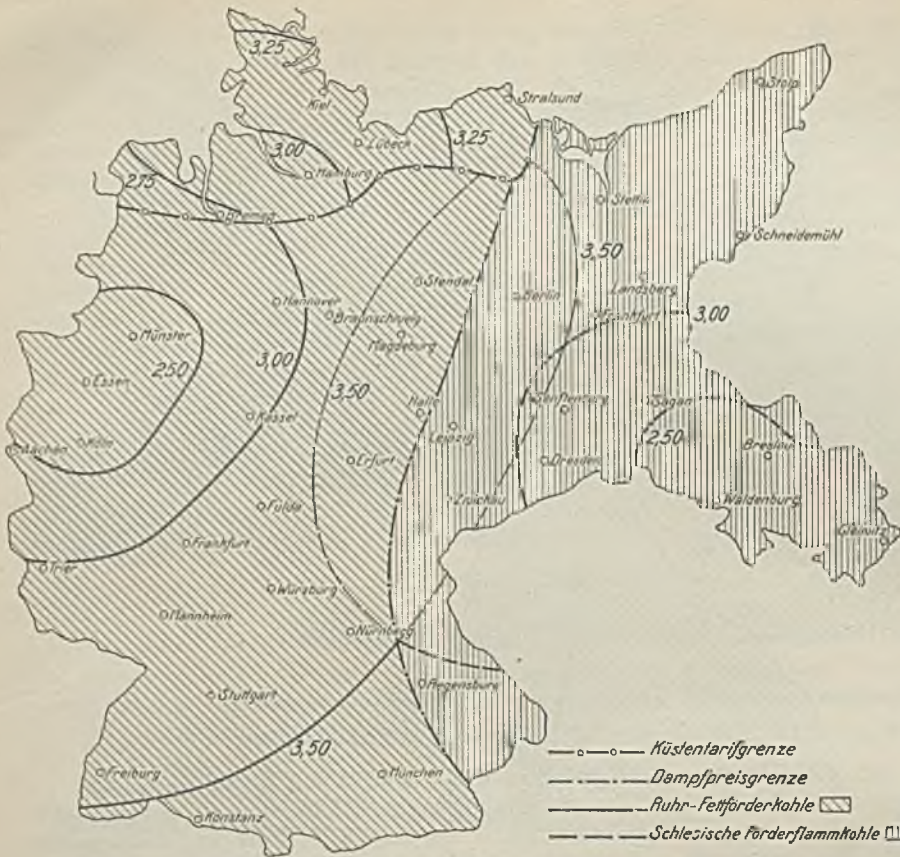 3,25
Kiel
Stolp
Stralsund
Lübeck
3,25
3,00
Hamburg
2,75
Bremen
Stettin
Schneidemühl
3,50
Stendal
Berlin
Landsberg
Hannover
Braunschweig
Frankfurt
3,00
Münster
Magdeburg
2,50
3,00
Essen
3,50
Senftenburg
Sagan
Halle
Kassel
Leipzig
2,50
Breslau
Aachen
Köln
Erfurt
Dresden
Zwickau
Waldenburg
Fulda
Frankfurt
Gleiwitz
Trier
Würzburg
Mannheim
Nürnberg
Regensburg
Stuttgart
3,50
Freiburg
München
Konstanz
Küstentarifgrenze
Dampfpreisgrenze
Ruhr-Fettförderkohle
Schlesische Förderflammkohle